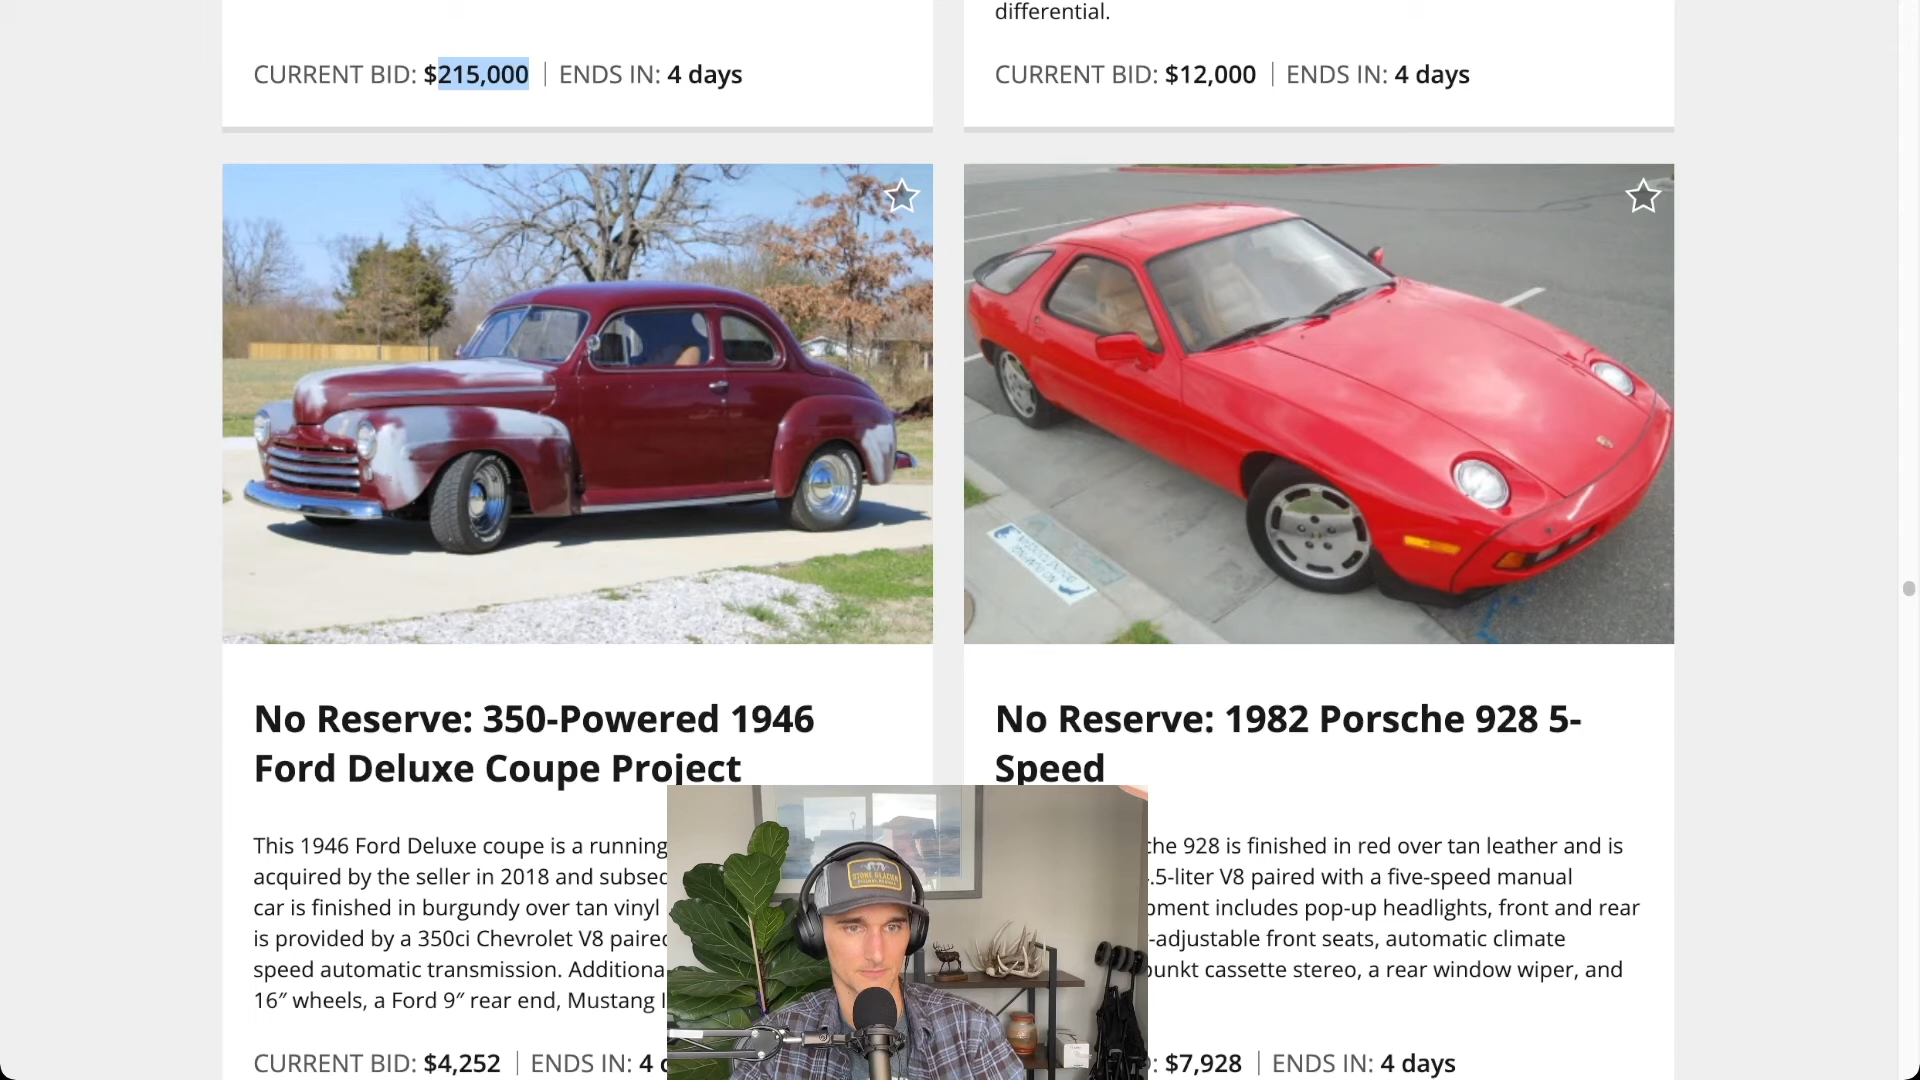 differential.
CURRENT BID: $215,000 | ENDS IN: 4 days
CURRENT BID: $12,000 | ENDS IN: 4 days
No Reserve: 350-Powered 1946
Ford Deluxe Coupe Project
This 1946 Ford Deluxe coupe is a running
acquired by the seller in 2018 and
car is finished in burgundy over tan vinyl
is provided by a 350ci Chevrolet V8
speed automatic transmission.
16″ wheels, a Ford 9″ rear end, Mustang
CURRENT BID: $4,252 | ENDS IN: 4
No Reserve: 1982 Porsche 928 5-
Speed
928 is finished in red over tan leather and is
.5-liter V8 paired with a five-speed manual
includes pop-up headlights, front and rear
-adjustable front seats, automatic climate
cassette stereo, a rear window wiper, and
: $7,928 | ENDS IN: 4 days
STONE GLACIER